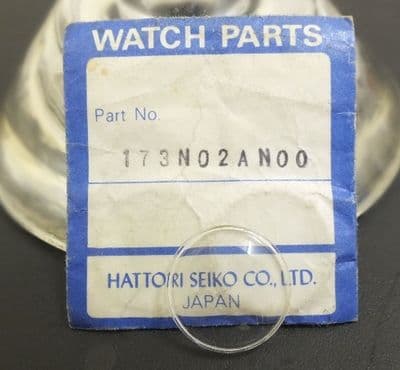 WATCH PARTS
Part No.
173N02AN00
HATTORI SEIKO CO., LTD.
JAPAN